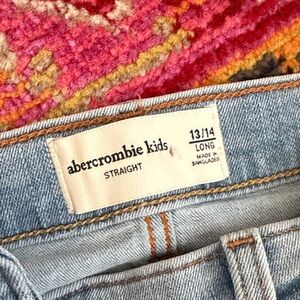 abercrombie kids
STRAIGHT
13/14
LONG
MADE IN
BANGLADESH